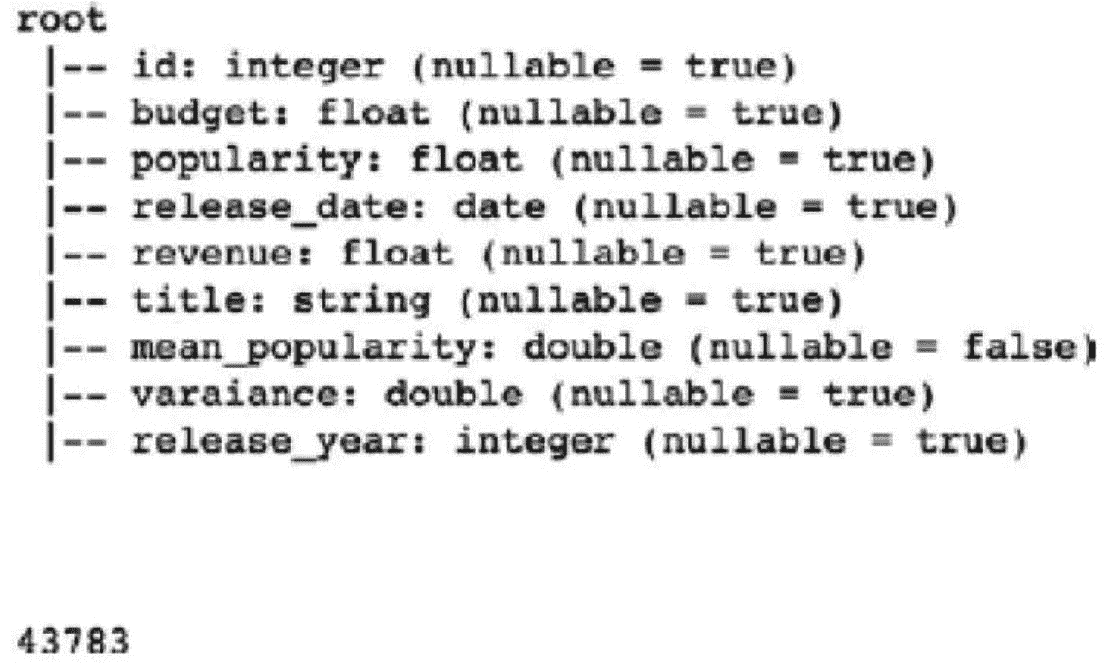 root
|-- id: integer (nullable = true)
|-- budget: float (nullable = true)
|-- popularity: float (nullable = true)
|-- release_date: date (nullable = true)
|-- revenue: float (nullable = true)
|-- title: string (nullable = true)
|-- mean_popularity: double (nullable = false)
|-- varaiance: double (nullable = true)
|-- release_year: integer (nullable = true)
43783